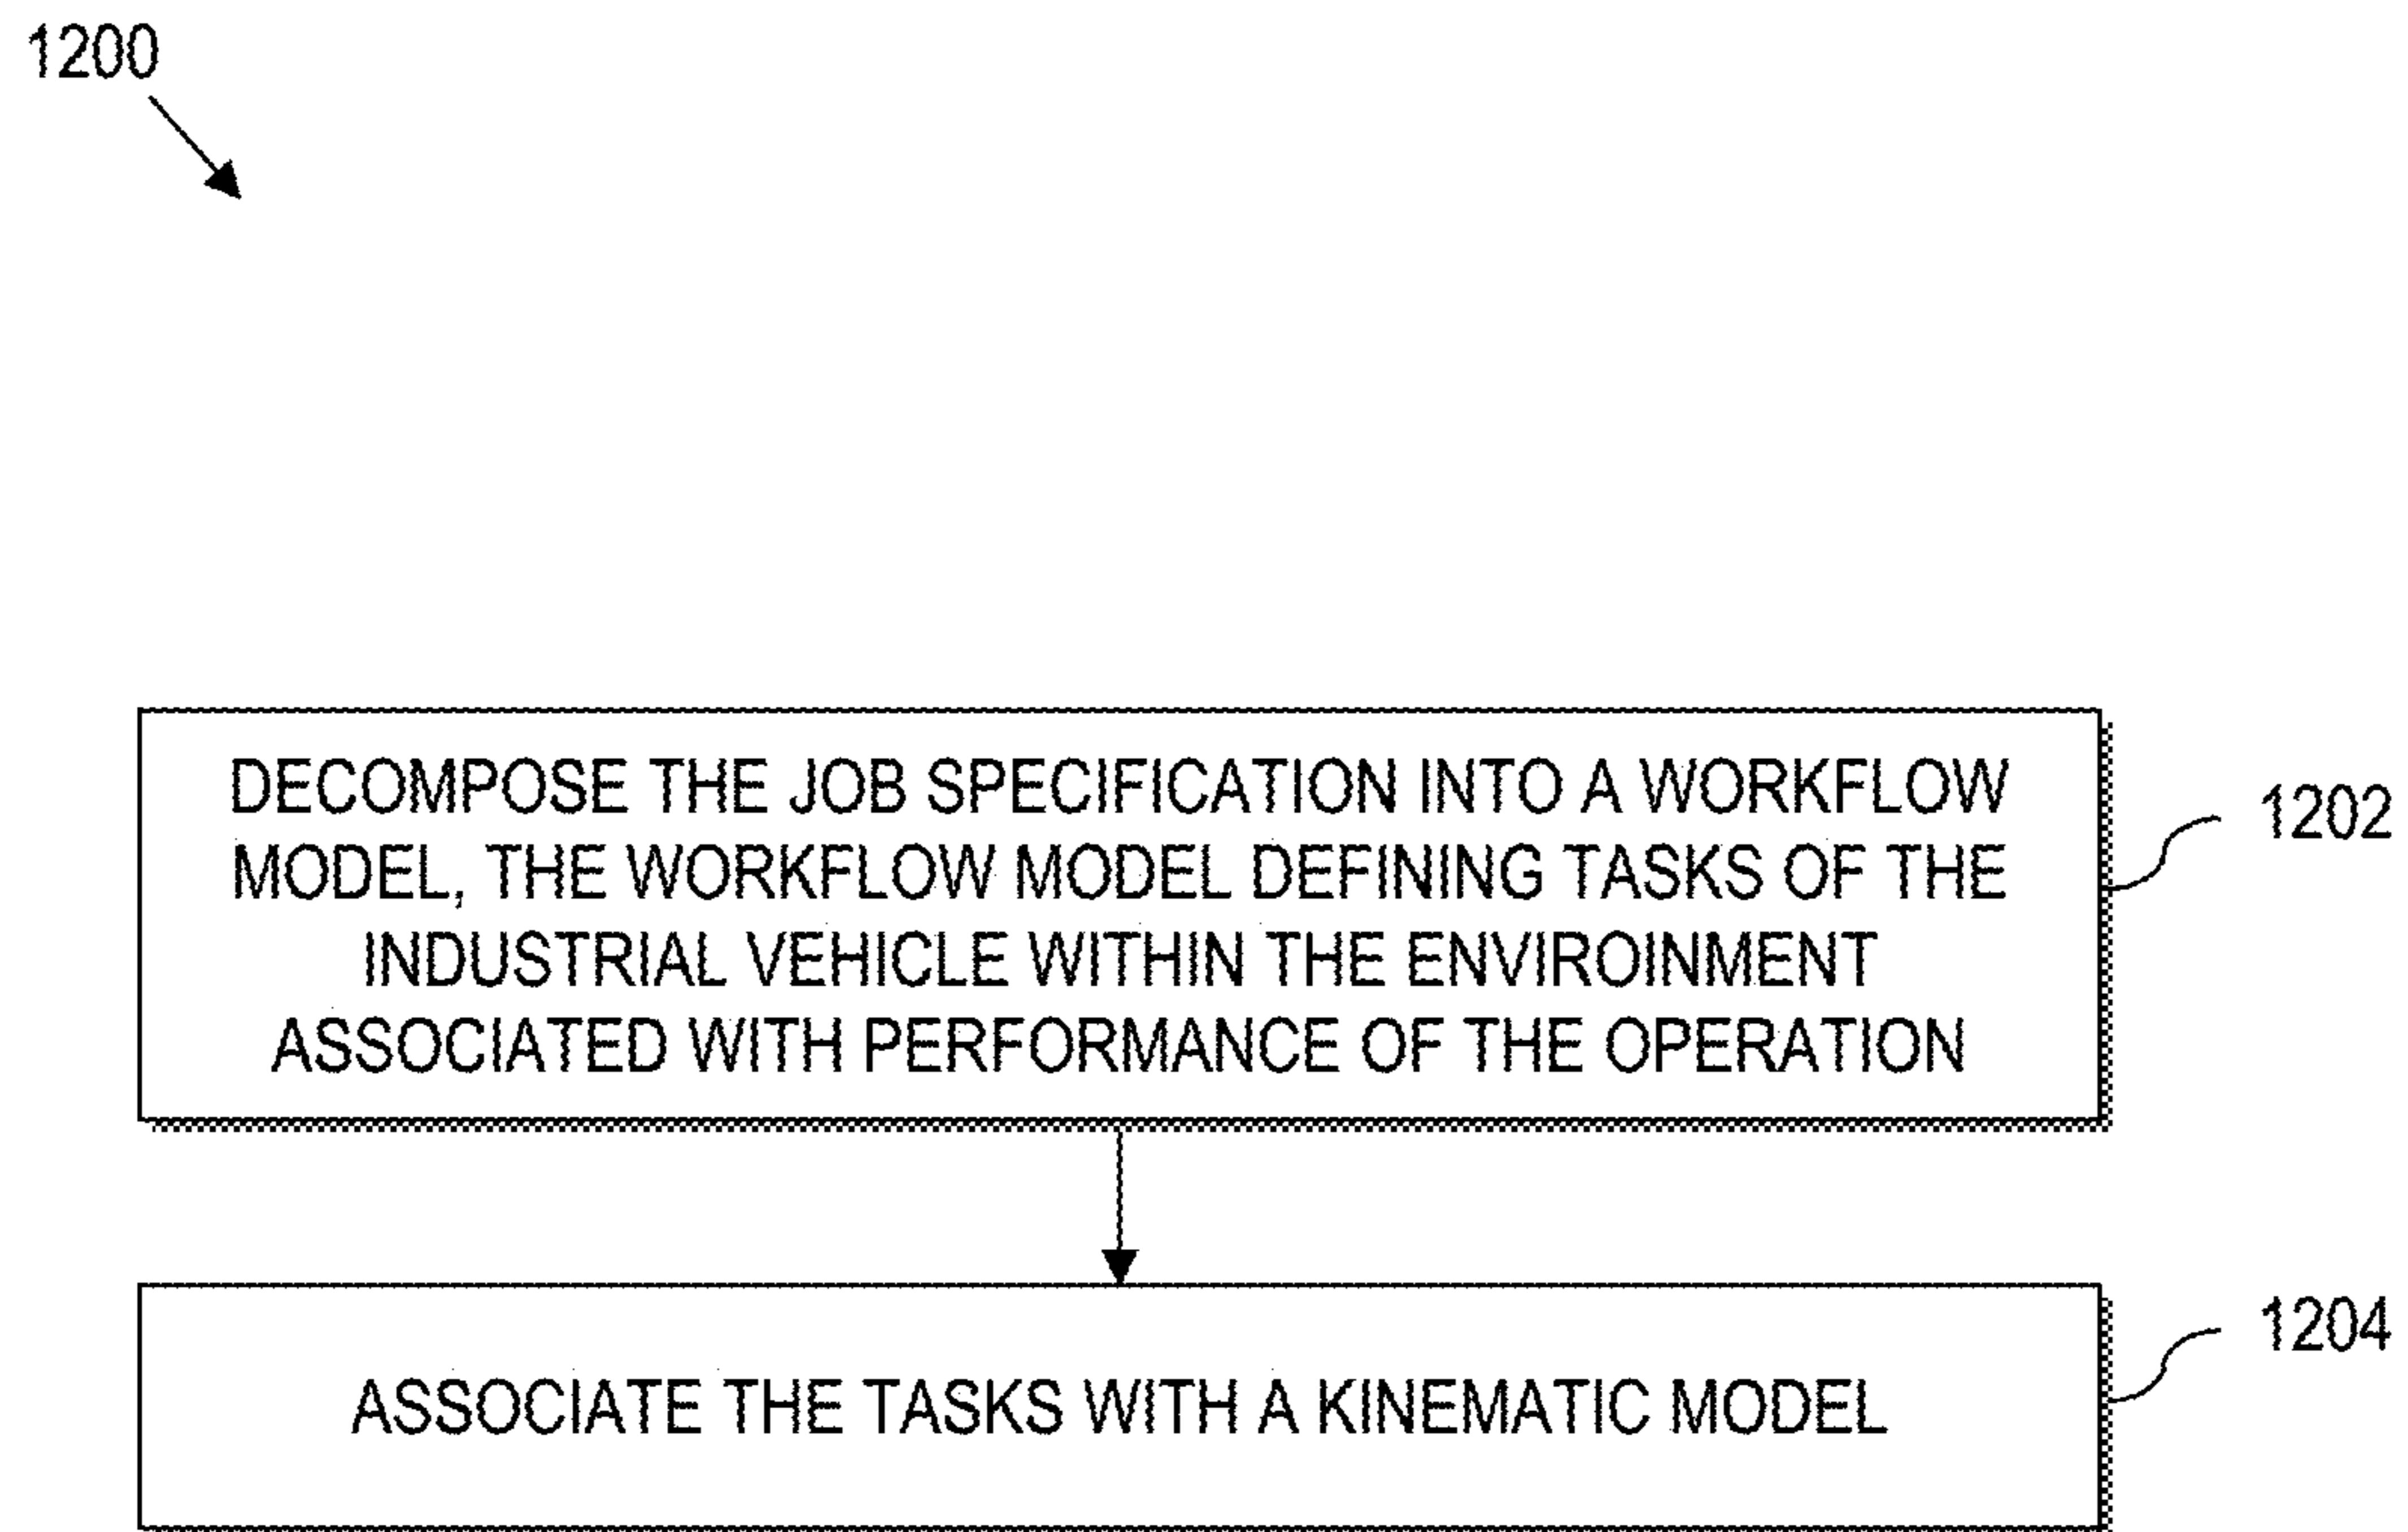 1200
DECOMPOSE THE JOB SPECIFICATION INTO A WORKFLOW
MODEL, THE WORKFLOW MODEL DEFINING TASKS OF THE
INDUSTRIAL VEHICLE WITHIN THE ENVIROINMENT
ASSOCIATED WITH PERFORMANCE OF THE OPERATION
1202
ASSOCIATE THE TASKS WITH A KINEMATIC MODEL
1204